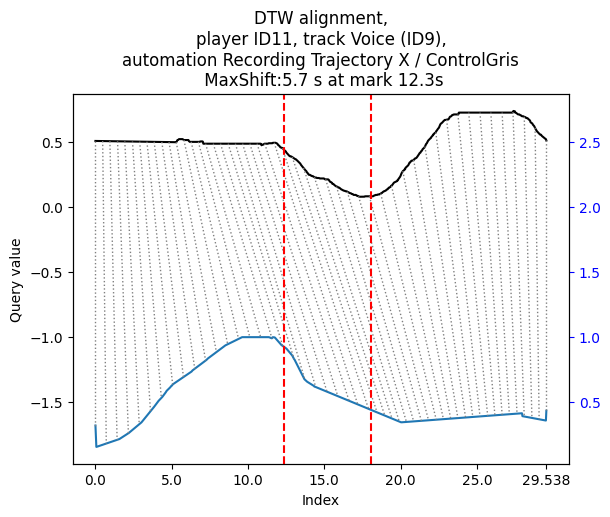 DTW alignment,
player ID11, track Voice (ID9),
automation Recording Trajectory X / ControlGris
MaxShift:5.7 s at mark 12.3s
0.5
0.0
−0.5
−1.0
−1.5
Query value
2.5
2.0
1.5
1.0
0.5
0.0 5.0 10.0 15.0 20.0 25.0 29.538
Index